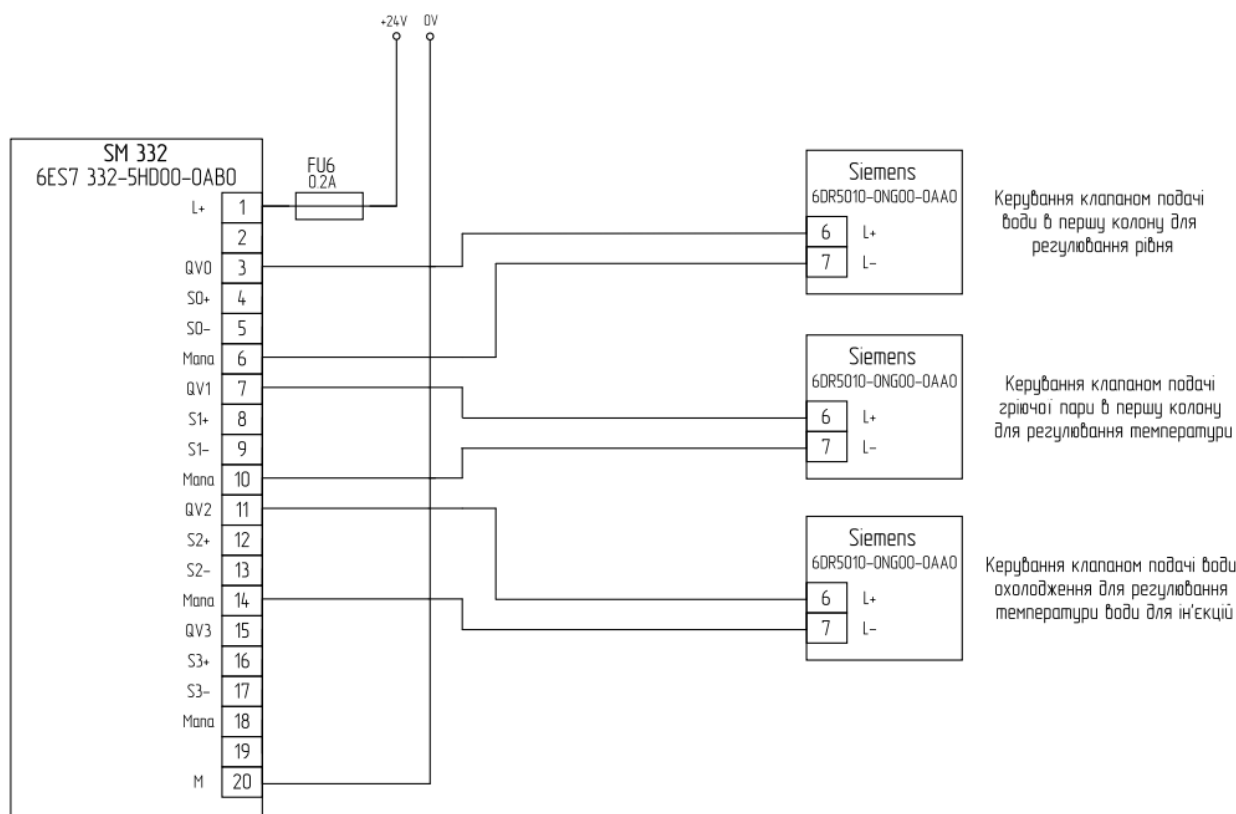 +24V 0V
SM 332
6ES7 332-5HD00-0AB0
FU6
0.2A
L+ 1
2
QV0 3
S0+ 4
S0- 5
Mana 6
QV1 7
S1+ 8
S1- 9
Mana 10
QV2 11
S2+ 12
S2- 13
Mana 14
QV3 15
S3+ 16
S3- 17
Mana 18
19
M 20
Siemens
6DR5010-0NG00-0AA0
6 L+
7 L-
Керування клапаном подачі
води в першу колону для
регулювання рівня
Siemens
6DR5010-0NG00-0AA0
6 L+
7 L-
Керування клапаном подачі
гріючої пари в першу колону
для регулювання температури
Siemens
6DR5010-0NG00-0AA0
6 L+
7 L-
Керування клапаном подачі води
охолодження для регулювання
температури води для ін'єкцій